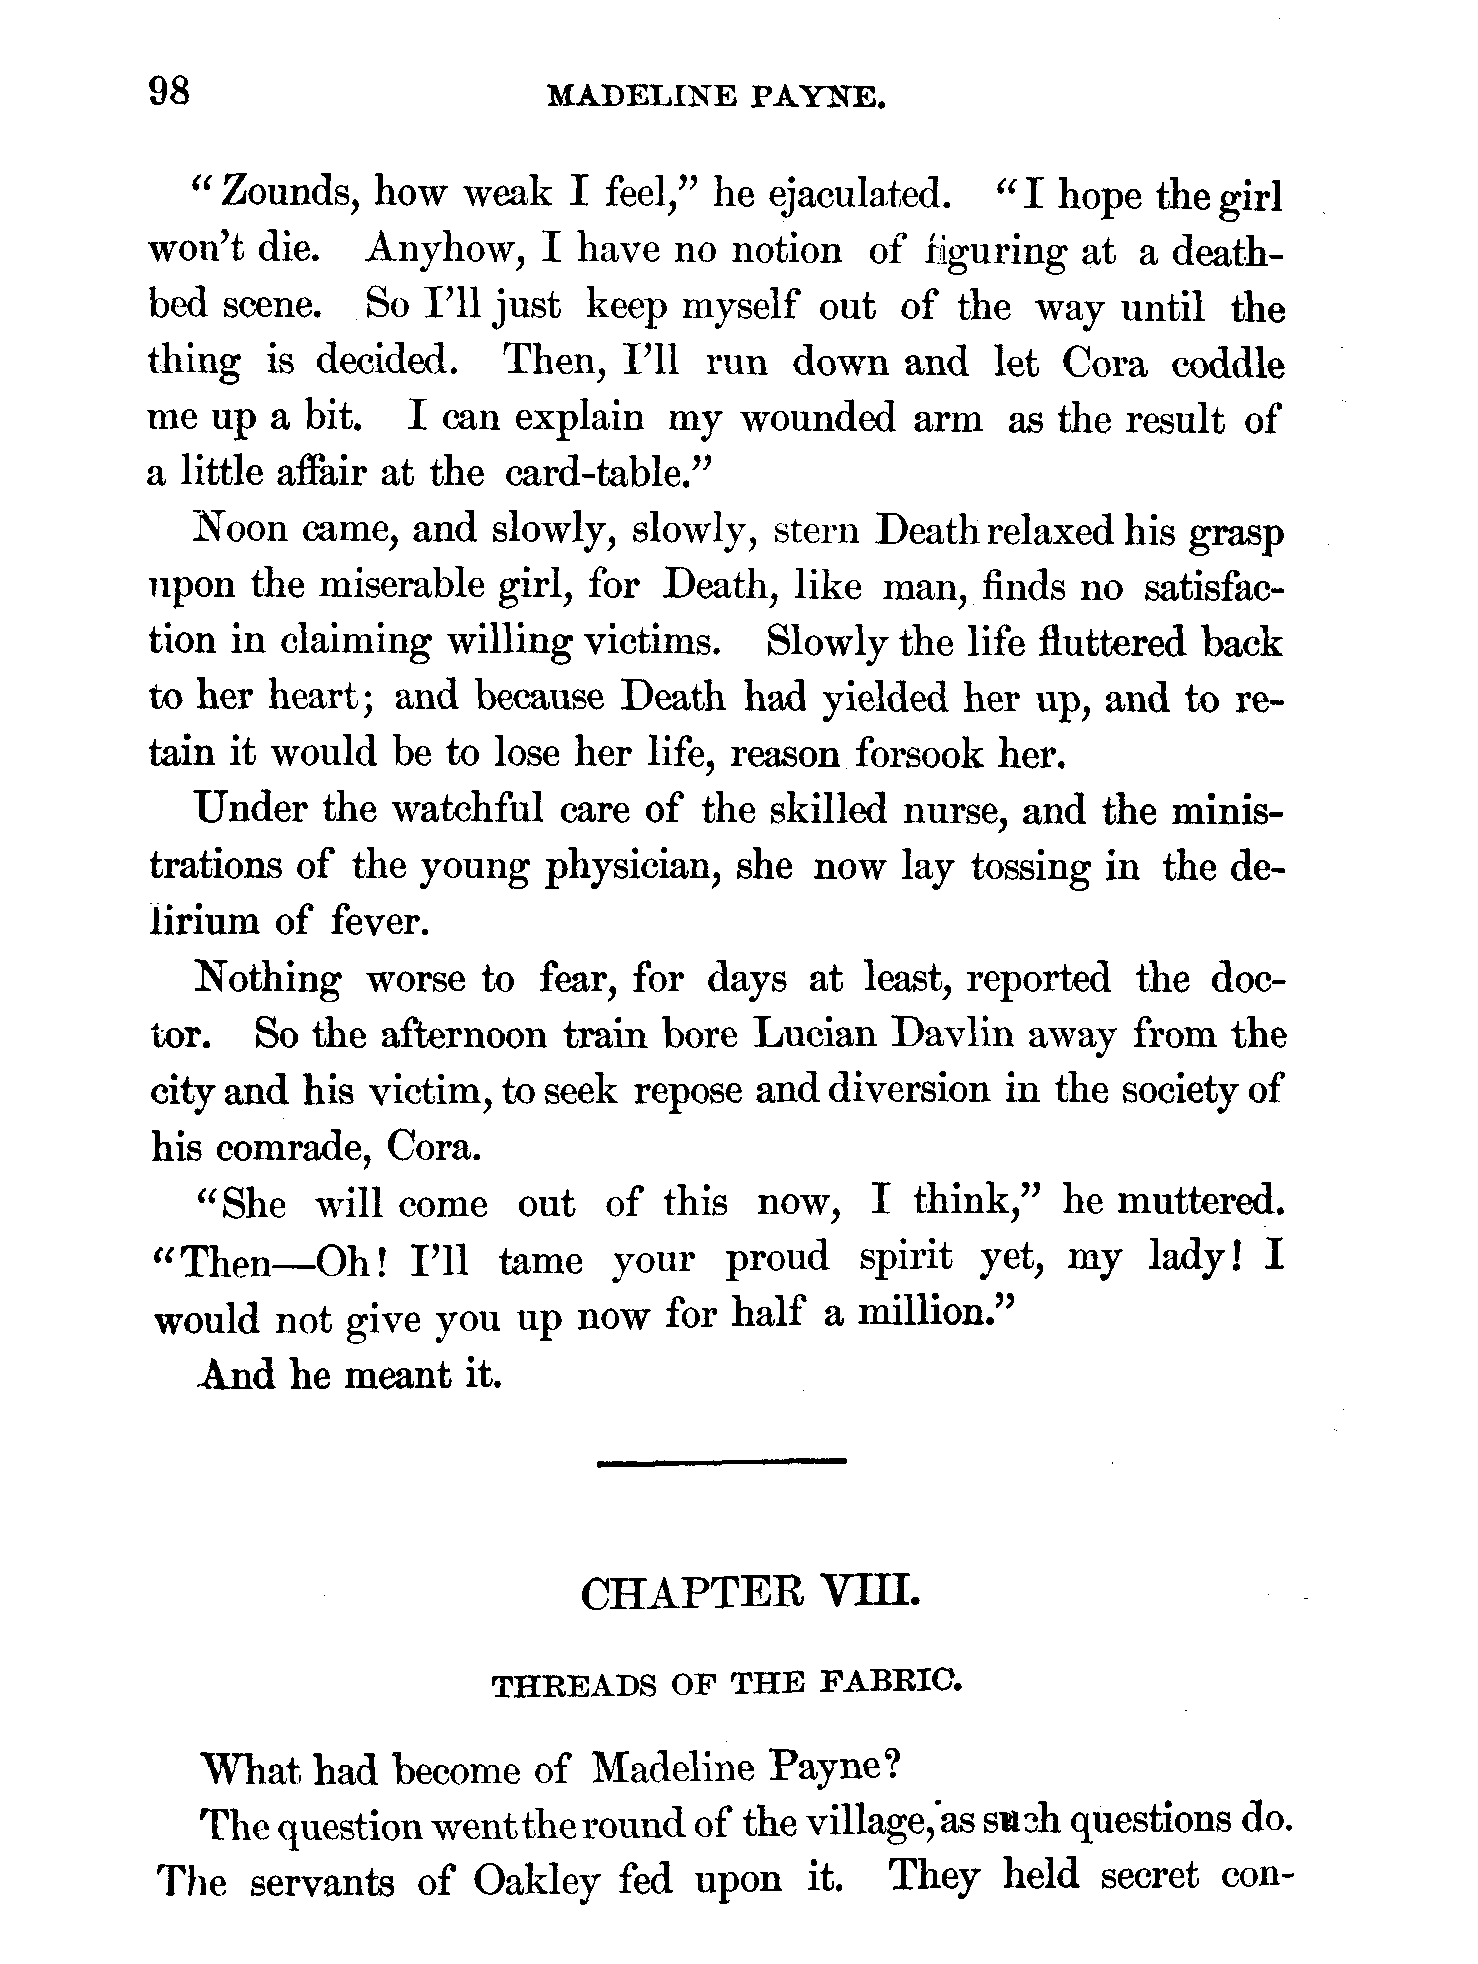 98
MADELINE PAYNE.
"Zounds, how weak I feel," he ejaculated. "I hope the girl
won't die. Anyhow, I have no notion of figuring at a death-
bed scene. So I'll just keep myself out of the way until the
thing is decided. Then, I'll run down and let Cora coddle
me up a bit. I can explain my wounded arm as the result of
a little affair at the card-table."
Noon came, and slowly, slowly, stern Death relaxed his grasp
upon the miserable girl, for Death, like man, finds no satisfac-
tion in claiming willing victims. Slowly the life fluttered back
to her heart; and because Death had yielded her up, and to re-
tain it would be to lose her life, reason forsook her.
Under the watchful care of the skilled nurse, and the minis-
trations of the young physician, she now lay tossing in the de-
lirium of fever.
Nothing worse to fear, for days at least, reported the doc-
tor. So the afternoon train bore Lucian Davlin away from the
city and his victim, to seek repose and diversion in the society of
his comrade, Cora.
"She will come out of this now, I think," he muttered.
"Then—Oh! I'll tame your proud spirit yet, my lady! I
would not give you up now for half a million."
And he meant it.
CHAPTER VIII.
THREADS OF THE FABRIC.
What had become of Madeline Payne?
The question went the round of the village, as such questions do.
The servants of Oakley fed upon it. They held secret con-